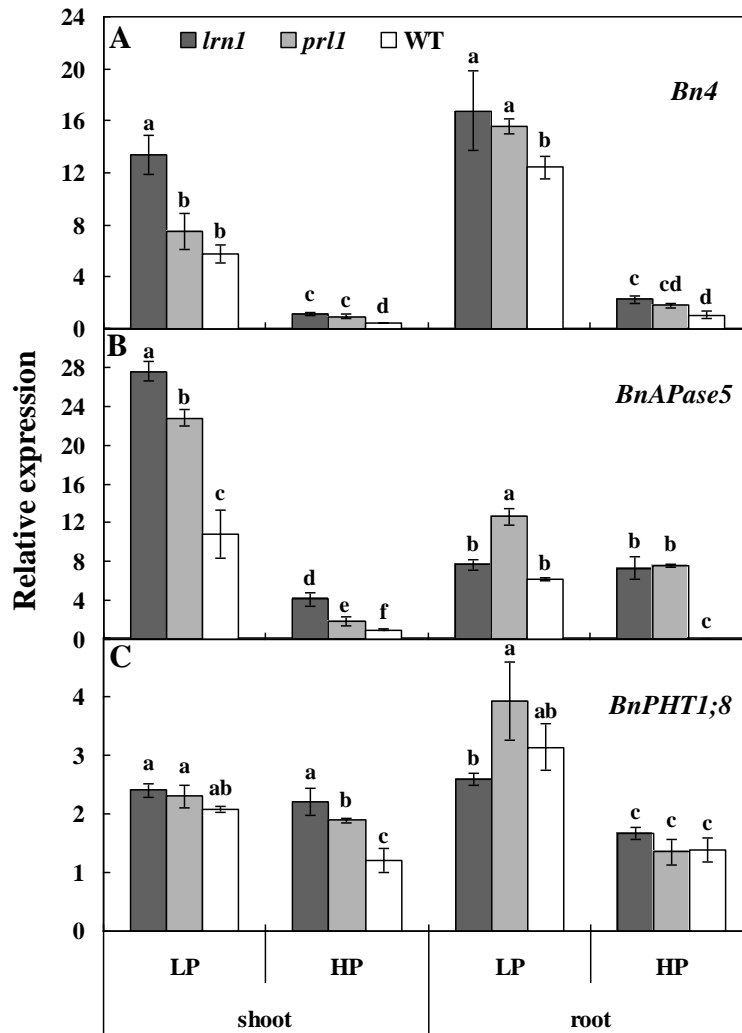 A lrn1 prl1 WT
Bn4
24
20
16
12
8
4
0
a b b c c d a a b c cd d
B
BnAPase5
28
24
20
16
12
8
4
0
a b c d e f b a b b b c
C
BnPHT1;8
4
3
2
1
0
a a ab a b c b a ab c c c
Relative expression
LP HP LP HP
shoot root